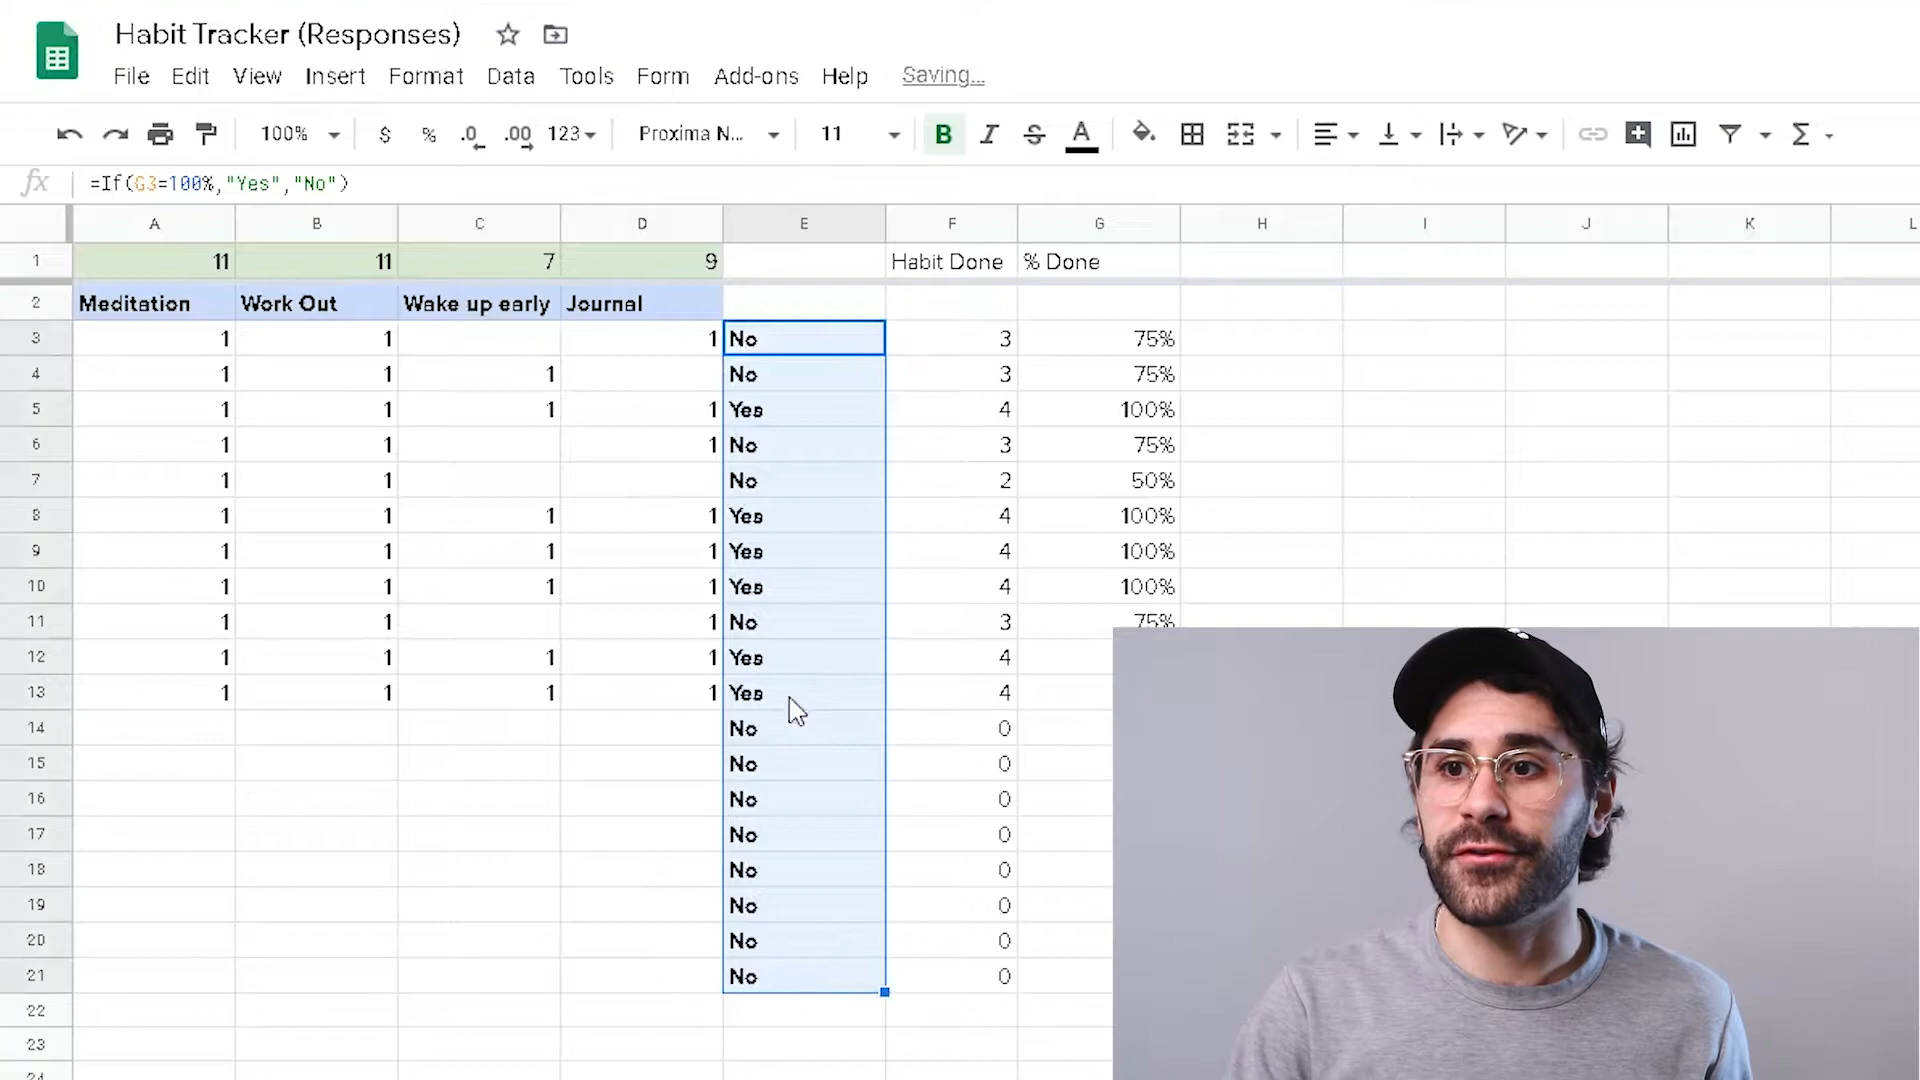 Habit Tracker (Responses)
File Edit View Insert Format Data Tools Form Add-ons Help Saving...
100% $ % .0 .00 123 Proxima N... 11 B I S A Σ
fx =If(G3=100%,"Yes","No")
A B C D E F G H I J K L
1 11 11 7 9 Habit Done % Done
2 Meditation Work Out Wake up early Journal
3 1 1 1 No 3 75%
4 1 1 1 No 3 75%
5 1 1 1 1 Yes 4 100%
6 1 1 1 No 3 75%
7 1 1 No 2 50%
8 1 1 1 1 Yes 4 100%
9 1 1 1 1 Yes 4 100%
10 1 1 1 1 Yes 4 100%
11 1 1 1 No 3 75%
12 1 1 1 1 Yes 4
13 1 1 1 1 Yes 4
14 No 0
15 No 0
16 No 0
17 No 0
18 No 0
19 No 0
20 No 0
21 No 0
22
23
24